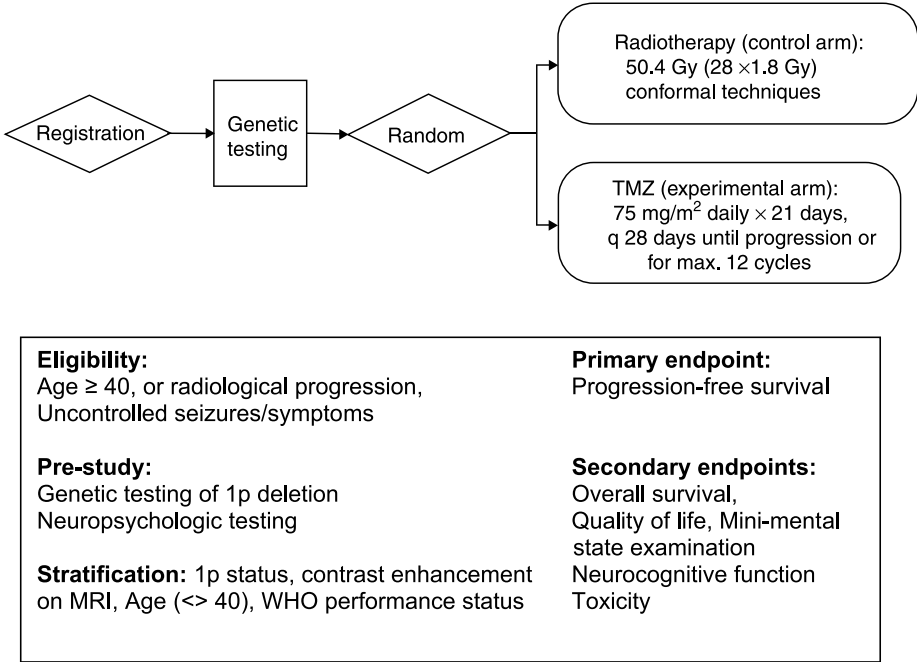 Registration
Genetic
testing
Random
Radiotherapy (control arm):
50.4 Gy (28 ×1.8 Gy)
conformal techniques
TMZ (experimental arm):
75 mg/m² daily × 21 days,
q 28 days until progression or
for max. 12 cycles
Eligibility:
Age ≥ 40, or radiological progression,
Uncontrolled seizures/symptoms
Pre-study:
Genetic testing of 1p deletion
Neuropsychologic testing
Stratification: 1p status, contrast enhancement
on MRI, Age (<> 40), WHO performance status
Primary endpoint:
Progression-free survival
Secondary endpoints:
Overall survival,
Quality of life, Mini-mental
state examination
Neurocognitive function
Toxicity